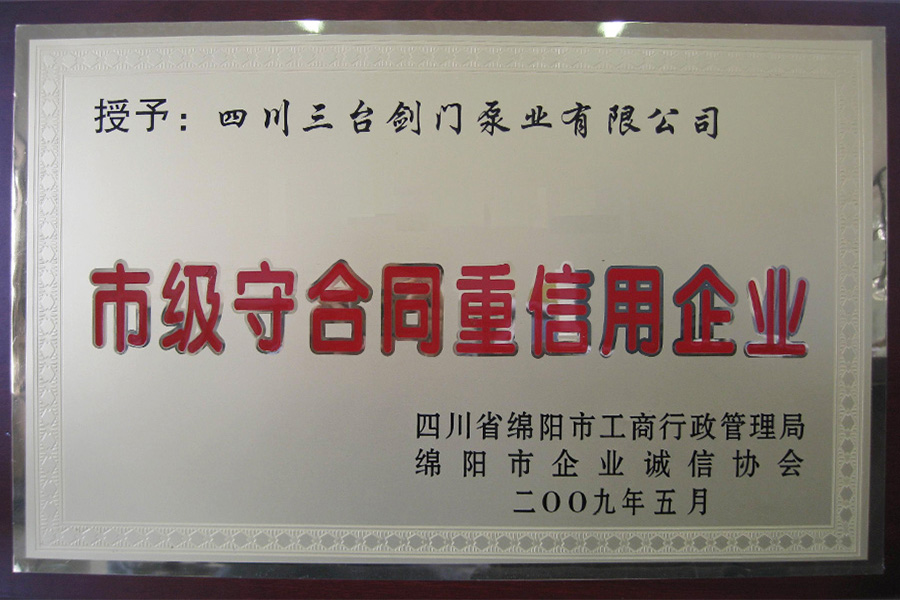 授予：四川三台剑门泵业有限公司
市级守合同重信用企业
四川省绵阳市工商行政管理局
绵阳市企业诚信协会
二OO九年五月